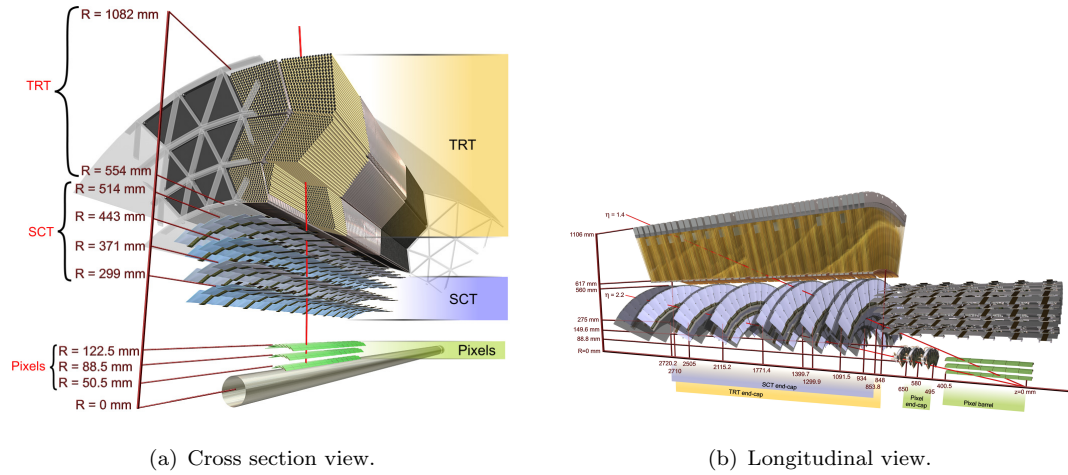 R = 1082 mm
TRT
TRT
R = 554 mm
R = 514 mm
R = 443 mm
SCT
R = 371 mm
R = 299 mm
SCT
R = 122.5 mm
Pixels
Pixels
R = 88.5 mm
R = 50.5 mm
R = 0 mm
(a) Cross section view.
η = 1.4
1106 mm
617 mm
560 mm
η = 2.2
275 mm
149.6 mm
88.8 mm
R=0 mm
2720.2
2710
2505
2115.2
1771.4
1399.7
1299.9
1091.5
934
853.8
848
650
580
495
400.5
z=0 mm
SCT end-cap
TRT end-cap
Pixel
end-cap
Pixel barrel
(b) Longitudinal view.